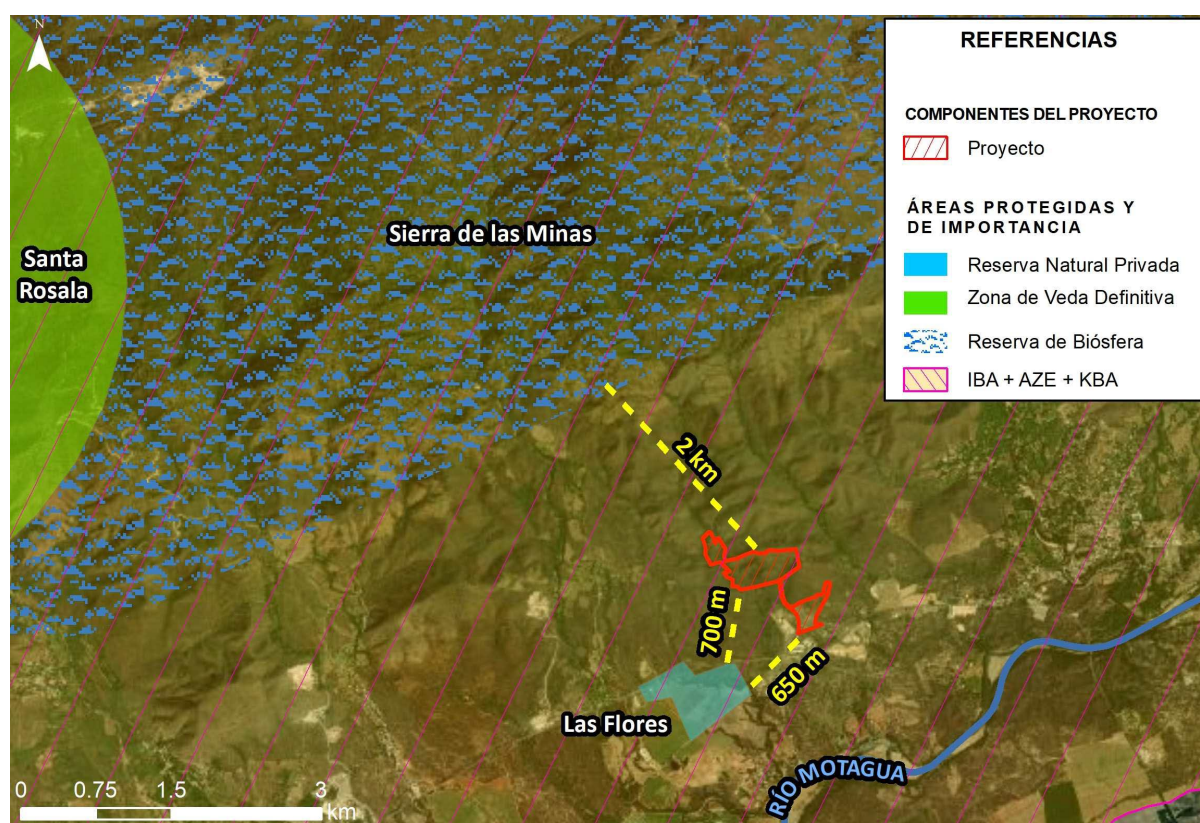 N
REFERENCIAS
COMPONENTES DEL PROYECTO
Proyecto
ÁREAS PROTEGIDAS Y
DE IMPORTANCIA
Reserva Natural Privada
Zona de Veda Definitiva
Reserva de Biósfera
IBA + AZE + KBA
Sierra de las Minas
Santa
Rosala
2 km
700 m
650 m
Las Flores
RÍO MOTAGUA
0 0.75 1.5 3
km